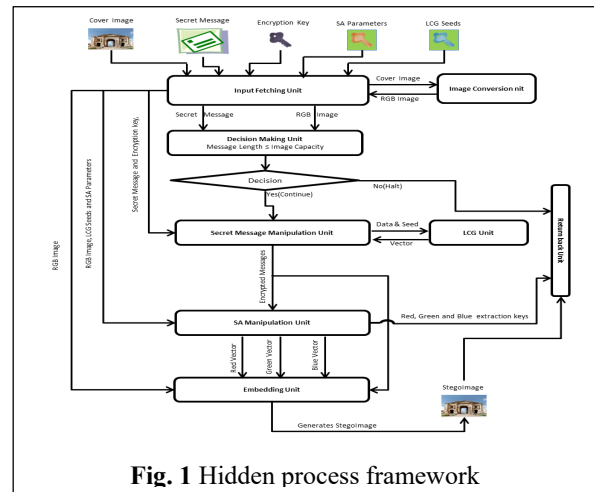 Cover Image
Secret Message
Encryption Key
SA Parameters
LCG Seeds
Input Fetching Unit
Cover Image
RGB Image
Image Conversion nit
Secret Message
RGB Image
Decision Making Unit
Message Length ≤ Image Capacity
Decision
No(Halt)
Yes(Continue)
Secret Message Manipulation Unit
Data & Seed
Vector
LCG Unit
Return back Unit
RGB Image
RGB Image, LCG Seeds and SA Parameters
Secret Message and Encryption key,
Encrypted Messages
SA Manipulation Unit
Red, Green and Blue extraction keys
Red Vector
Green Vector
Blue Vector
Embedding Unit
StegoImage
Generates StegoImage
Fig. 1 Hidden process framework